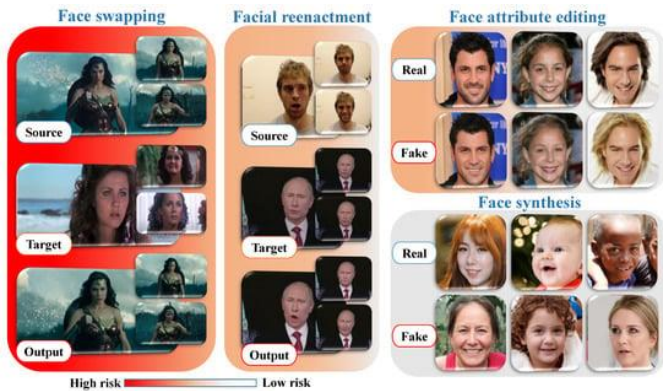 Face swapping
Source
Target
Output
Facial reenactment
Source
Target
Output
Face attribute editing
Real
Fake
Face synthesis
Real
Fake
High risk
Low risk